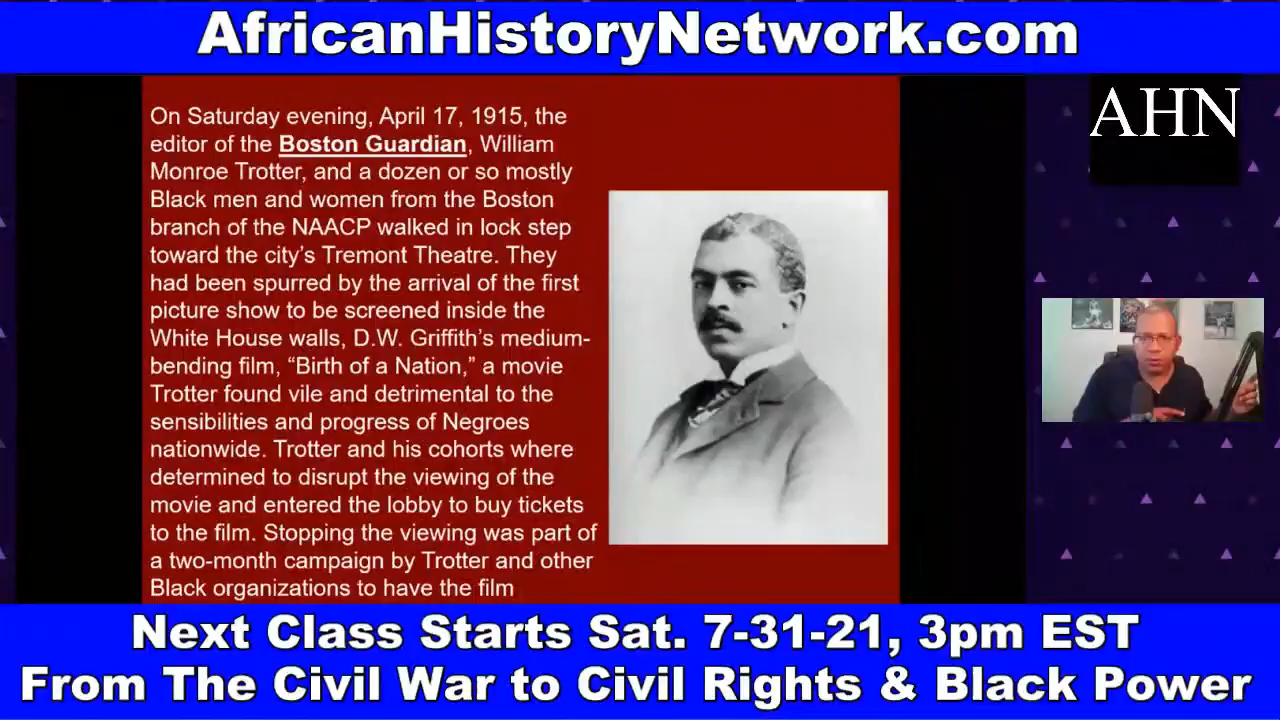 AfricanHistoryNetwork.com
AHN
On Saturday evening, April 17, 1915, the
editor of the Boston Guardian, William
Monroe Trotter, and a dozen or so mostly
Black men and women from the Boston
branch of the NAACP walked in lock step
toward the city's Tremont Theatre. They
had been spurred by the arrival of the first
picture show to be screened inside the
White House walls, D.W. Griffith's medium-
bending film, “Birth of a Nation,” a movie
Trotter found vile and detrimental to the
sensibilities and progress of Negroes
nationwide. Trotter and his cohorts where
determined to disrupt the viewing of the
movie and entered the lobby to buy tickets
to the film. Stopping the viewing was part of
a two-month campaign by Trotter and other
Black organizations to have the film
Next Class Starts Sat. 7-31-21, 3pm EST
From The Civil War to Civil Rights & Black Power